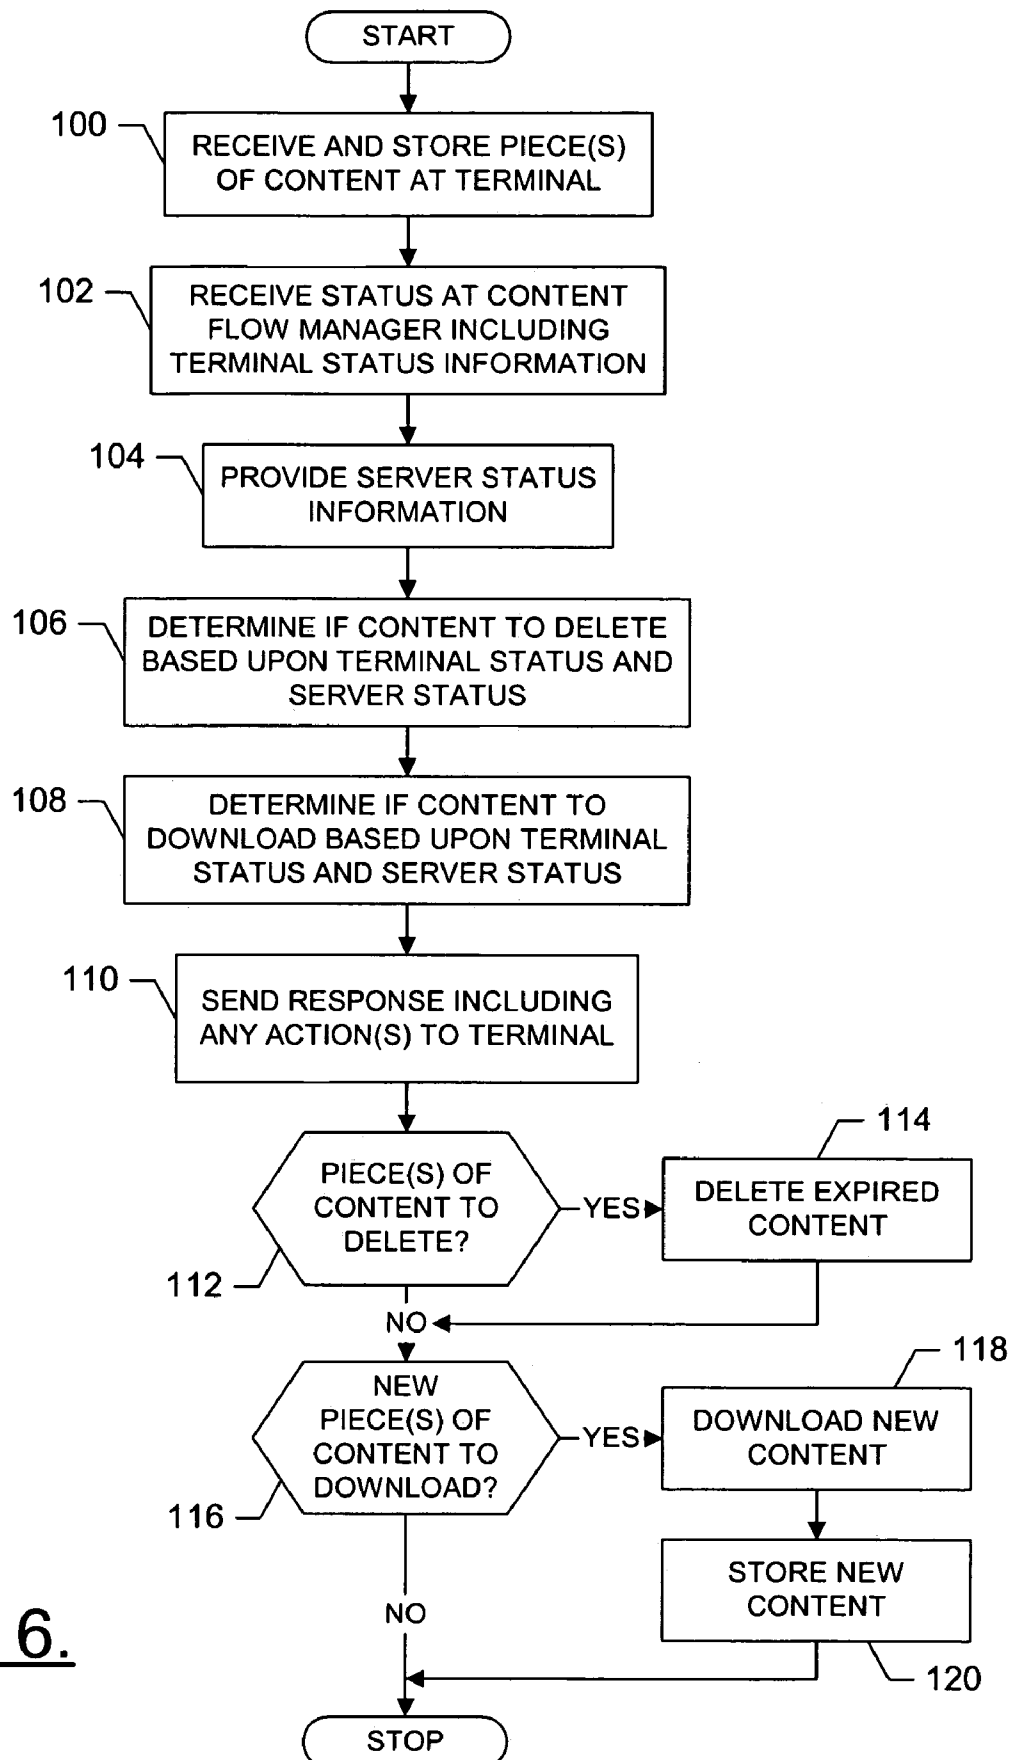 START
100
RECEIVE AND STORE PIECE(S)
OF CONTENT AT TERMINAL
102
RECEIVE STATUS AT CONTENT
FLOW MANAGER INCLUDING
TERMINAL STATUS INFORMATION
104
PROVIDE SERVER STATUS
INFORMATION
106
DETERMINE IF CONTENT TO DELETE
BASED UPON TERMINAL STATUS AND
SERVER STATUS
108
DETERMINE IF CONTENT TO
DOWNLOAD BASED UPON TERMINAL
STATUS AND SERVER STATUS
110
SEND RESPONSE INCLUDING
ANY ACTION(S) TO TERMINAL
PIECE(S) OF
CONTENT TO
DELETE?
112
YES
114
DELETE EXPIRED
CONTENT
NO
NEW
PIECE(S) OF
CONTENT TO
DOWNLOAD?
116
YES
118
DOWNLOAD NEW
CONTENT
STORE NEW
CONTENT
120
NO
6.
STOP